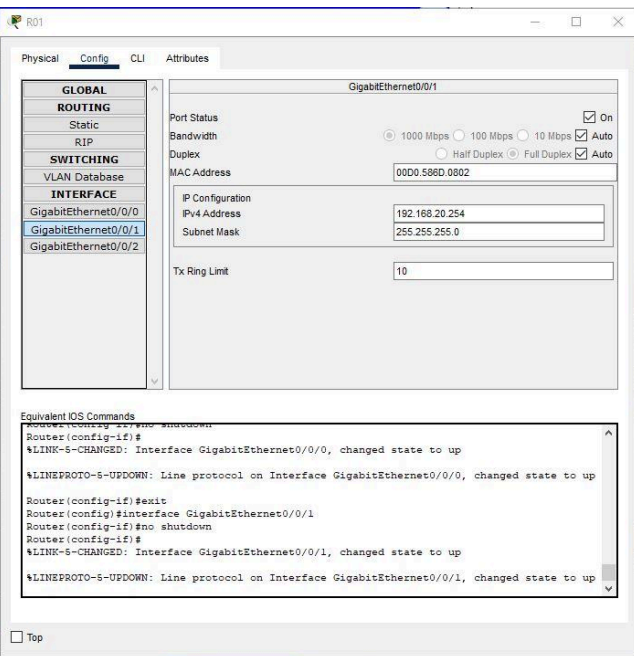 R01
Physical Config CLI Attributes
GLOBAL
ROUTING
Static
RIP
SWITCHING
VLAN Database
INTERFACE
GigabitEthernet0/0/0
GigabitEthernet0/0/1
GigabitEthernet0/0/2
GigabitEthernet0/0/1
Port Status On
Bandwidth 1000 Mbps 100 Mbps 10 Mbps Auto
Duplex Half Duplex Full Duplex Auto
MAC Address 00D0.586D.0802
IP Configuration
IPv4 Address 192.168.20.254
Subnet Mask 255.255.255.0
Tx Ring Limit 10
Equivalent IOS Commands
Router(config-if)#no shutdown
Router(config-if)#
%LINK-5-CHANGED: Interface GigabitEthernet0/0/0, changed state to up
%LINEPROTO-5-UPDOWN: Line protocol on Interface GigabitEthernet0/0/0, changed state to up
Router(config-if)#exit
Router(config)#interface GigabitEthernet0/0/1
Router(config-if)#no shutdown
Router(config-if)#
%LINK-5-CHANGED: Interface GigabitEthernet0/0/1, changed state to up
%LINEPROTO-5-UPDOWN: Line protocol on Interface GigabitEthernet0/0/1, changed state to up
Top